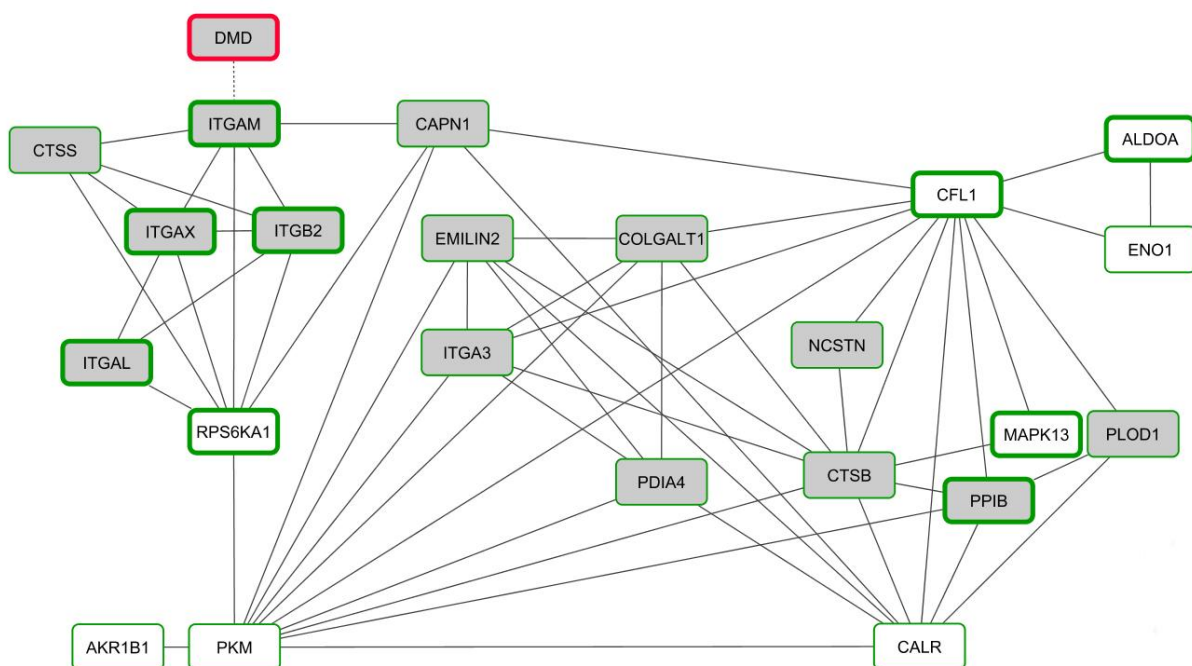 DMD
ITGAM
CAPN1
CTSS
ALDOA
CFL1
ITGAX
ITGB2
EMILIN2
COLGALT1
ENO1
ITGAL
ITGA3
NCSTN
RPS6KA1
MAPK13
PLOD1
PDIA4
CTSB
PPIB
AKR1B1
PKM
CALR